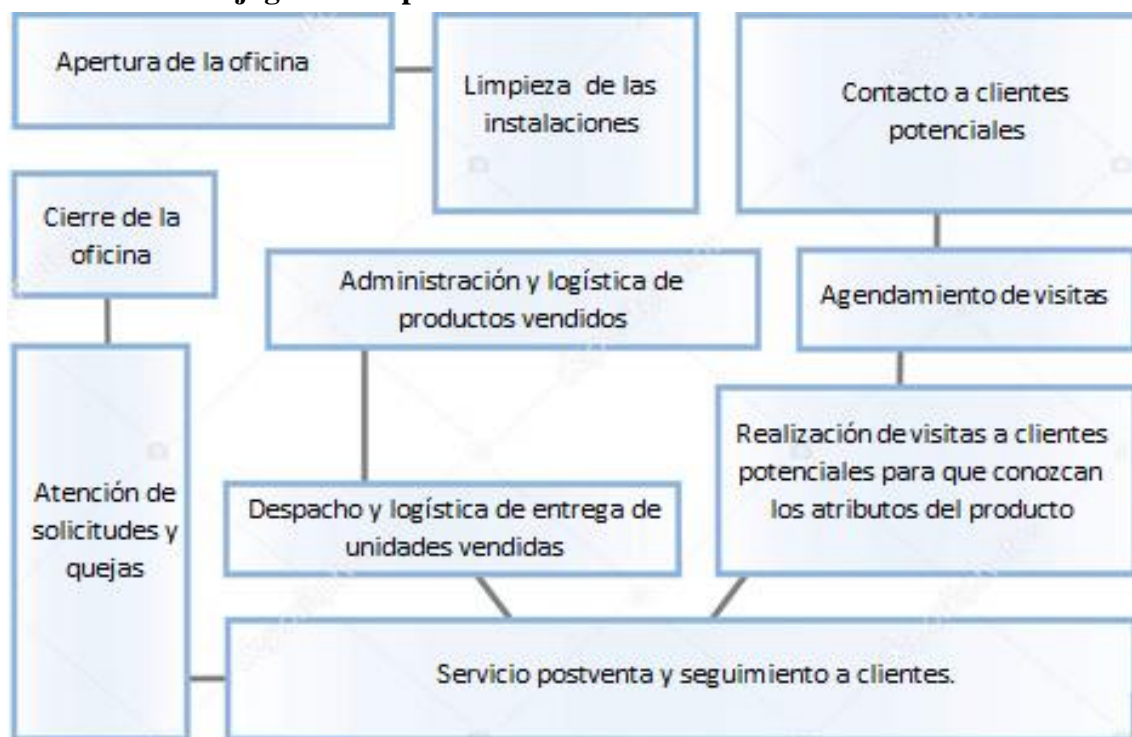 Apertura de la oficina
Limpieza de las
instalaciones
Contacto a clientes
potenciales
Cierre de la
oficina
Administración y logística de
productos vendidos
Agendamiento de visitas
Atención de
solicitudes y
quejas
Despacho y logística de entrega de
unidades vendidas
Realización de visitas a clientes
potenciales para que conozcan
los atributos del producto
Servicio postventa y seguimiento a clientes.